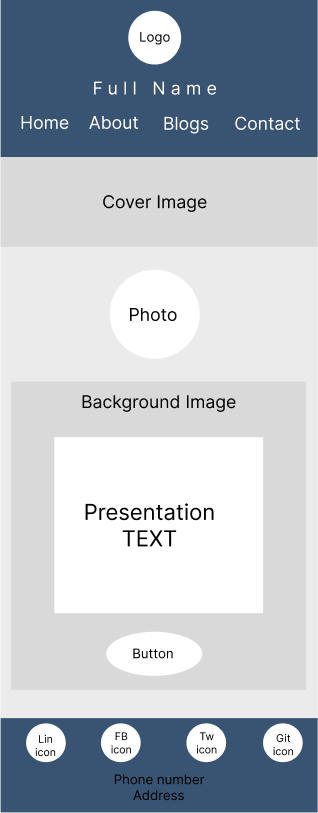 Logo
Full Name
Home About Blogs Contact
Cover Image
Photo
Background Image
Presentation
TEXT
Button
Lin
icon
FB
icon
Tw
icon
Git
icon
Phone number
Address